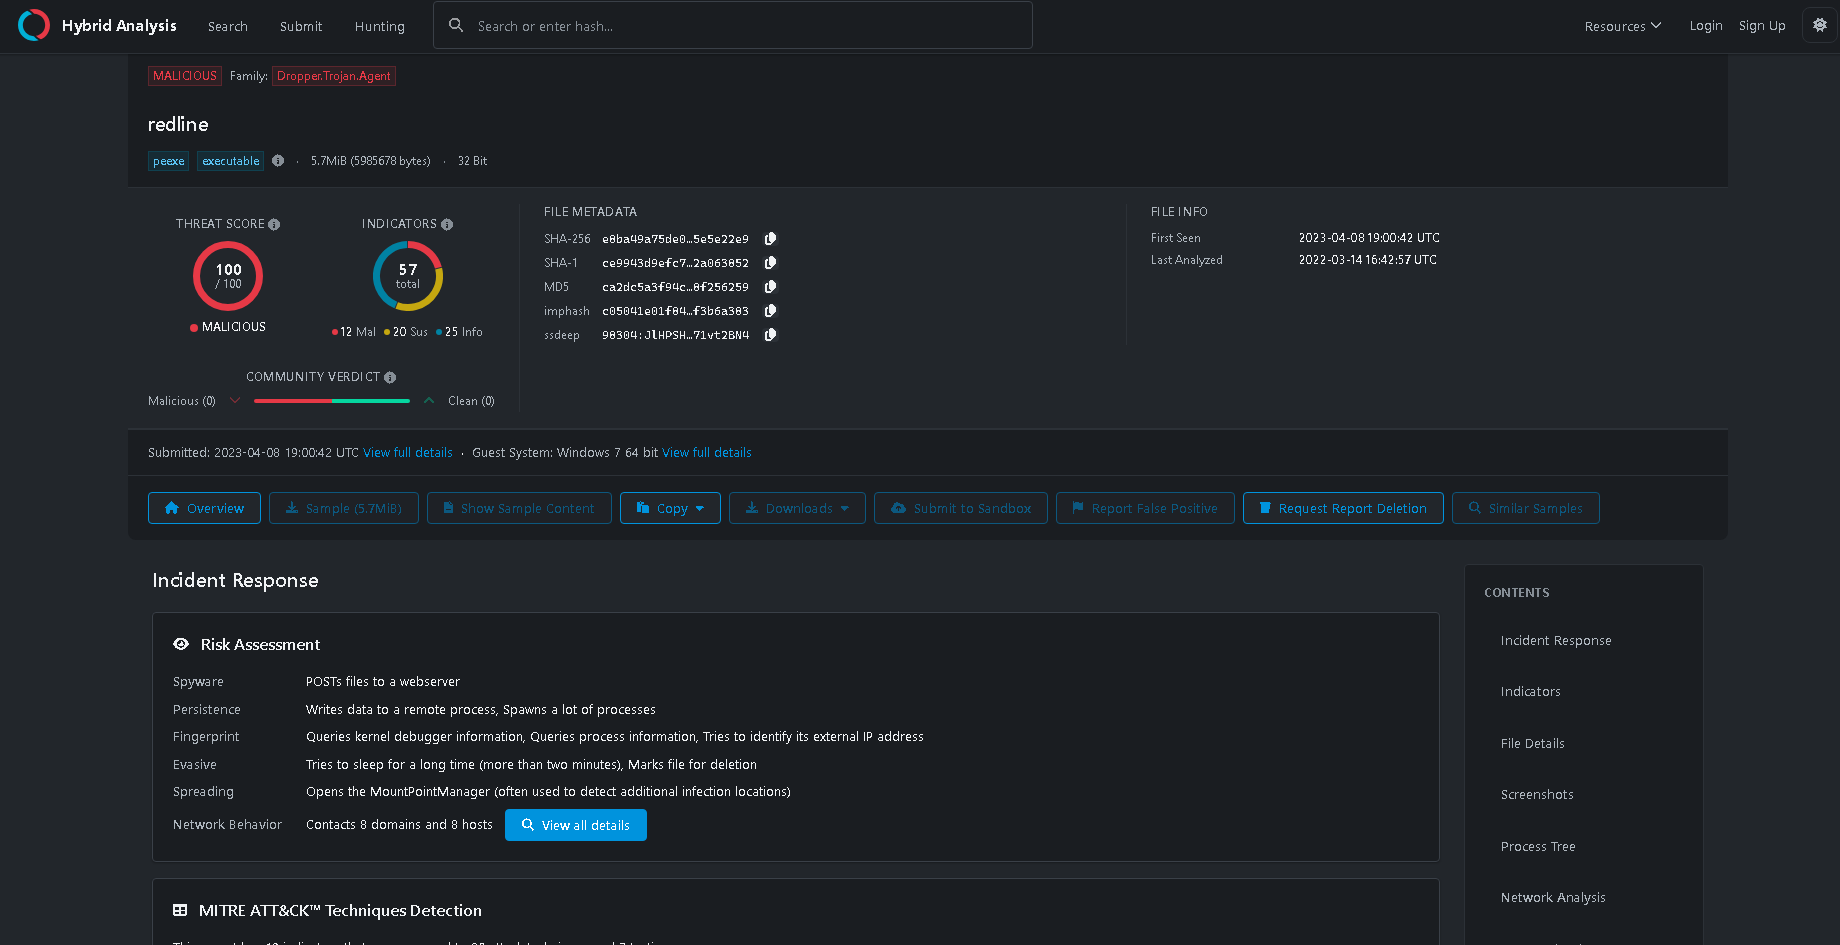 Hybrid Analysis Search Submit Hunting Search or enter hash... Resources Login Sign Up
MALICIOUS Family: Dropper.Trojan.Agent
redline
peexe executable · 5.7MiB (5985678 bytes) · 32 Bit
THREAT SCORE
100
/ 100
MALICIOUS
INDICATORS
57
total
12 Mal 20 Sus 25 Info
COMMUNITY VERDICT
Malicious (0) Clean (0)
FILE METADATA
SHA-256 e0ba49a75de0…5e5e22e9
SHA-1 ce9943d9efc7…2a063852
MD5 ca2dc5a3f94c…0f256259
imphash c05041e01f84…f3b6a383
ssdeep 98304:JlHPSH…71vt2BN4
FILE INFO
First Seen 2023-04-08 19:00:42 UTC
Last Analyzed 2022-03-14 16:42:57 UTC
Submitted: 2023-04-08 19:00:42 UTC View full details · Guest System: Windows 7 64 bit View full details
Overview Sample (5.7MiB) Show Sample Content Copy Downloads Submit to Sandbox Report False Positive Request Report Deletion Similar Samples
Incident Response
Risk Assessment
Spyware POSTs files to a webserver
Persistence Writes data to a remote process, Spawns a lot of processes
Fingerprint Queries kernel debugger information, Queries process information, Tries to identify its external IP address
Evasive Tries to sleep for a long time (more than two minutes), Marks file for deletion
Spreading Opens the MountPointManager (often used to detect additional infection locations)
Network Behavior Contacts 8 domains and 8 hosts View all details
MITRE ATT&CK™ Techniques Detection
CONTENTS
Incident Response
Indicators
File Details
Screenshots
Process Tree
Network Analysis